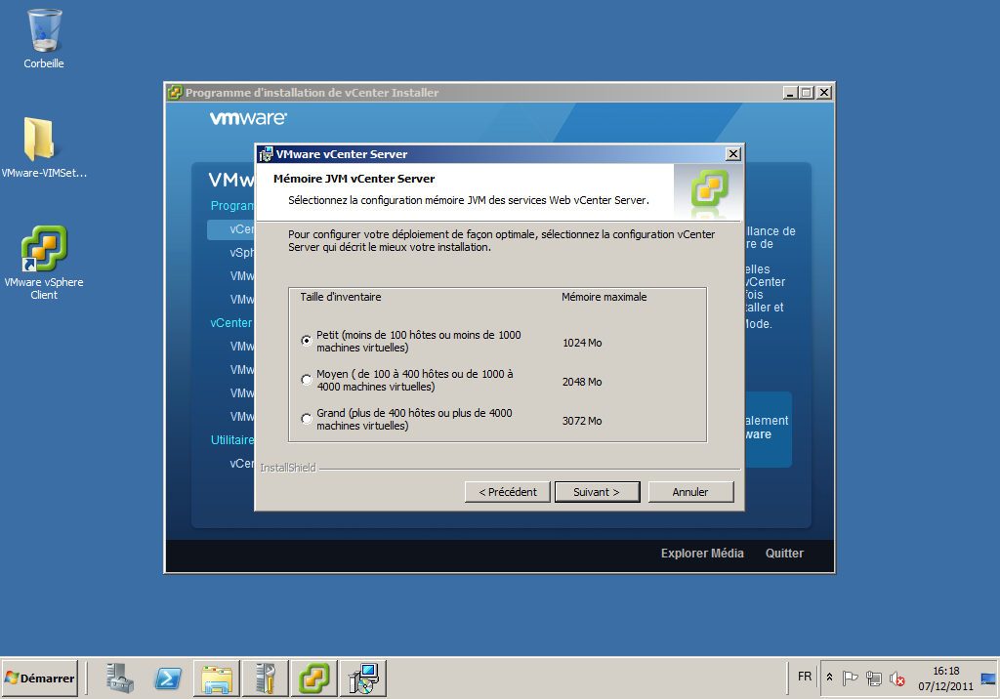 Corbeille
VMware-VIMSet...
VMware vSphere
Client
Programme d'installation de vCenter Installer
vmware
VMware vCenter Server
Mémoire JVM vCenter Server
Sélectionnez la configuration mémoire JVM des services Web vCenter Server.
Pour configurer votre déploiement de façon optimale, sélectionnez la configuration vCenter
Server qui décrit le mieux votre installation.
Taille d'inventaire
Mémoire maximale
Petit (moins de 100 hôtes ou moins de 1000
machines virtuelles)
1024 Mo
Moyen ( de 100 à 400 hôtes ou de 1000 à
4000 machines virtuelles)
2048 Mo
Grand (plus de 400 hôtes ou plus de 4000
machines virtuelles)
3072 Mo
InstallShield
< Précédent
Suivant >
Annuler
VMw
Program
vCen
vSph
VMw
VMw
vCenter
VMw
VMw
VMw
VMw
Utilitaire
vCen
llance de
re de
elles
vCenter
fois
taller et
Mode.
alement
ware
Explorer Média
Quitter
Démarrer
FR
16:18
07/12/2011